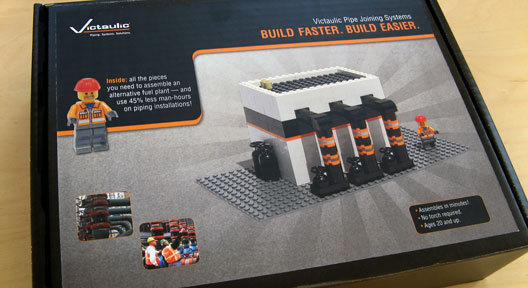 Victaulic
Piping. Systems. Solutions.
Victaulic Pipe Joining Systems
BUILD FASTER. BUILD EASIER.
Inside: all the pieces
you need to assemble an
alternative fuel plant — and
use 45% less man-hours
on piping installations!
• Assembles in minutes!
• No torch required.
• Ages 20 and up.